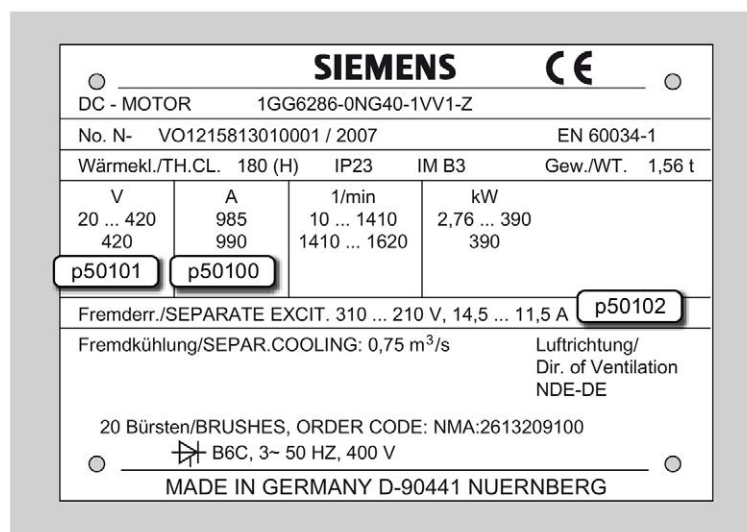 SIEMENS CE
DC - MOTOR 1GG6286-0NG40-1VV1-Z
No. N- VO1215813010001 / 2007 EN 60034-1
Wärmekl./TH.CL. 180 (H) IP23 IM B3 Gew./WT. 1,56 t
V A 1/min kW
20 ... 420 985 10 ... 1410 2,76 ... 390
420 990 1410 ... 1620 390
p50101 p50100
Fremderr./SEPARATE EXCIT. 310 ... 210 V, 14,5 ... 11,5 A p50102
Fremdkühlung/SEPAR.COOLING: 0,75 m³/s Luftrichtung/
Dir. of Ventilation
NDE-DE
20 Bürsten/BRUSHES, ORDER CODE: NMA:2613209100
B6C, 3~ 50 HZ, 400 V
MADE IN GERMANY D-90441 NUERNBERG